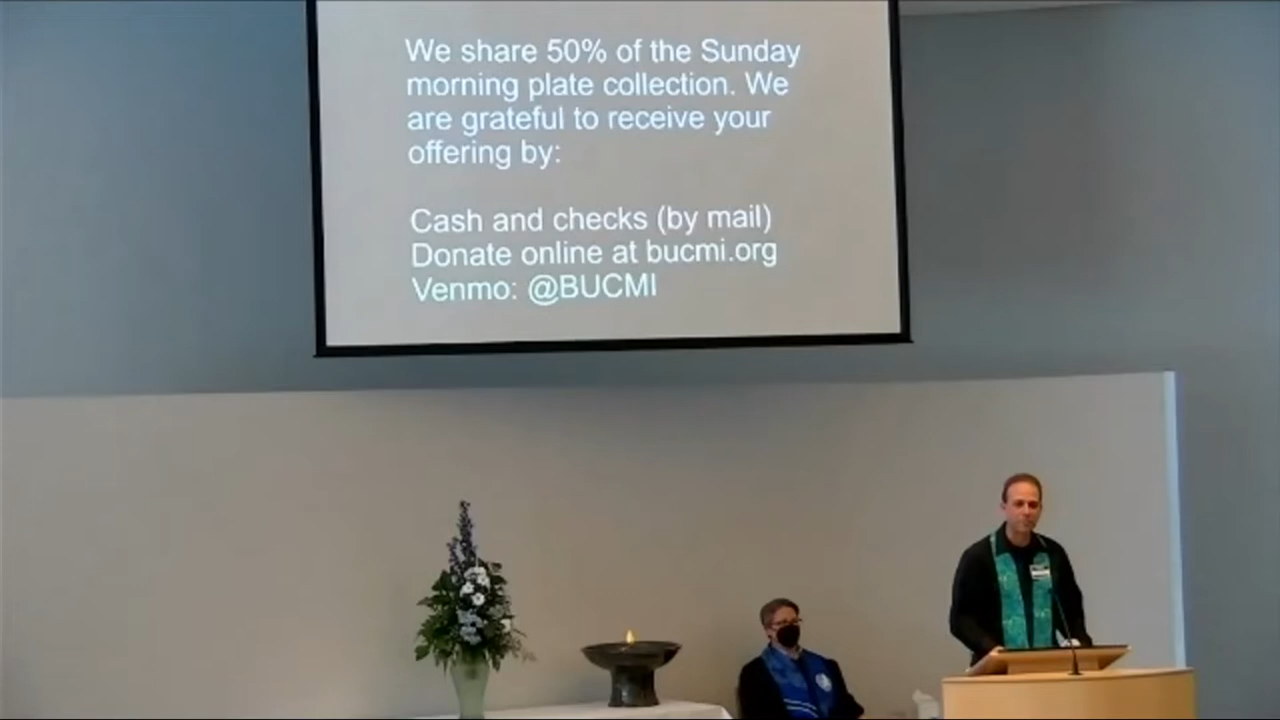 We share 50% of the Sunday
morning plate collection. We
are grateful to receive your
offering by:
Cash and checks (by mail)
Donate online at bucmi.org
Venmo: @BUCMI